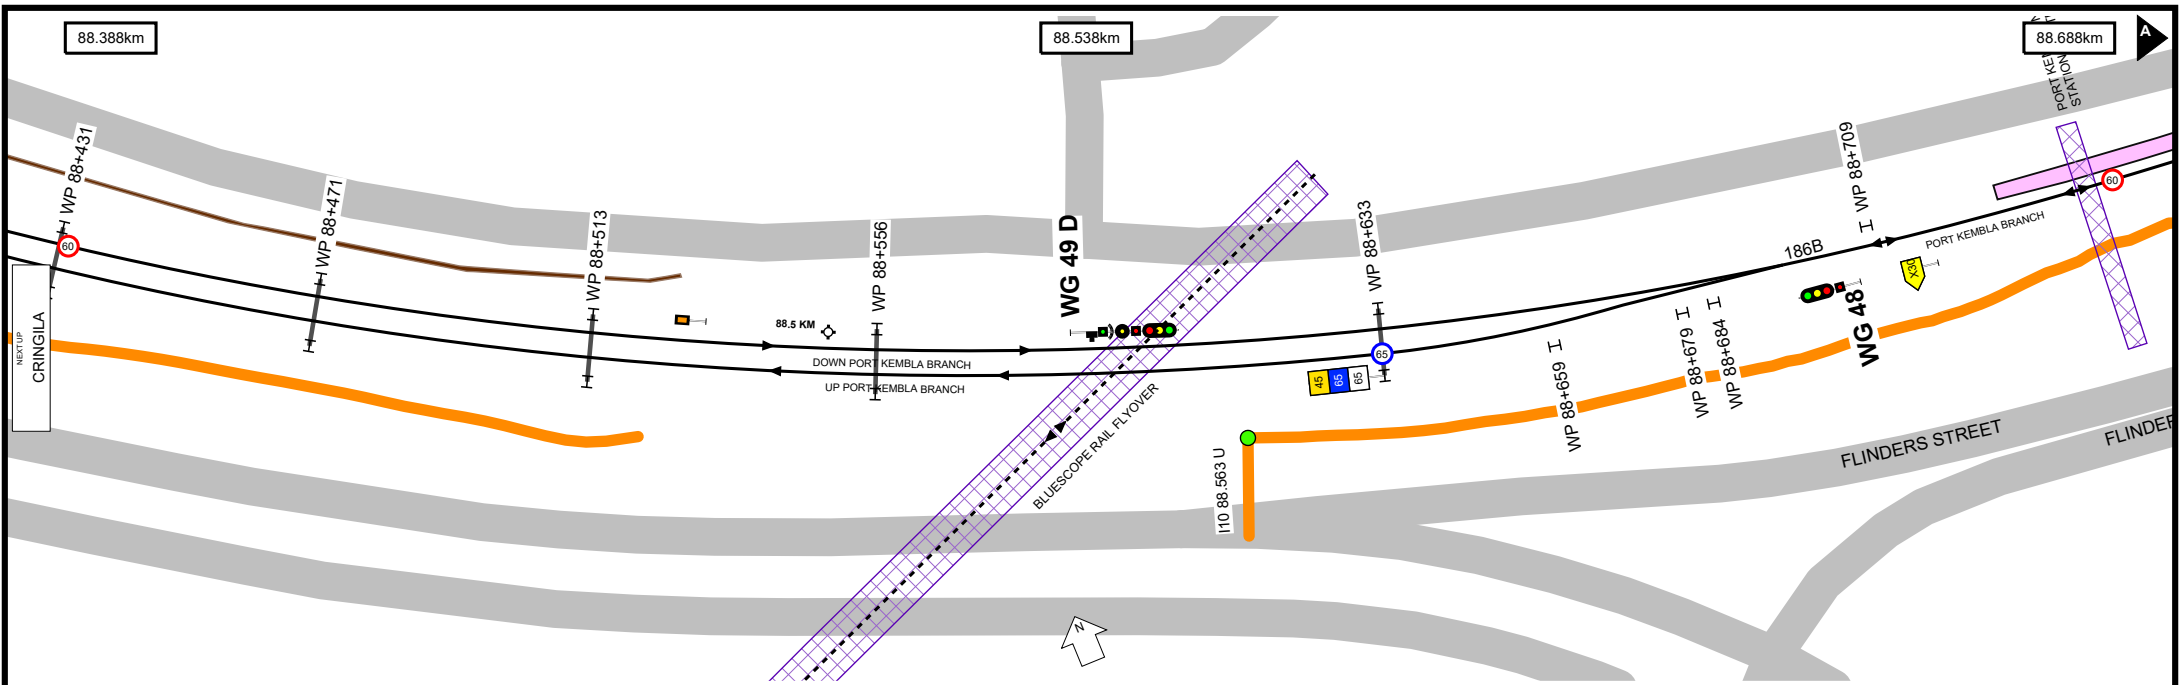 88.388km
88.538km
88.688km
A
PORT KE
STATION
WP 88+431
WP 88+471
WP 88+513
WP 88+556
WG 49 D
WP 88+633
WP 88+709
60
60
186B
PORT KEMBLA BRANCH
X30
NEXT UP
CRINGILA
88.5 KM
DOWN PORT KEMBLA BRANCH
UP PORT KEMBLA BRANCH
65
45
65
65
WP 88+659
WP 88+679
WP 88+684
WG 48
BLUESCOPE RAIL FLYOVER
I10 88.563 U
FLINDERS STREET
FLINDER
N